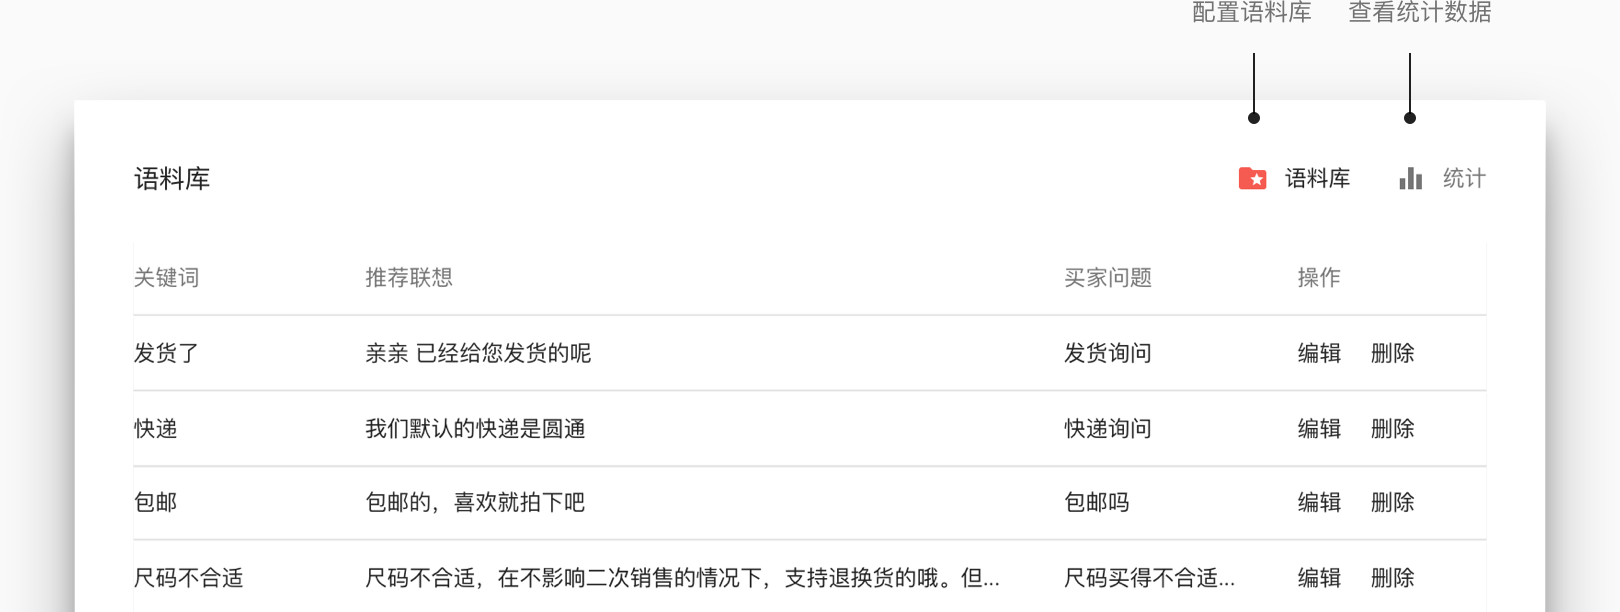 配置语料库 查看统计数据
语料库 语料库 统计
关键词 推荐联想 买家问题 操作
发货了 亲亲 已经给您发货的呢 发货询问 编辑 删除
快递 我们默认的快递是圆通 快递询问 编辑 删除
包邮 包邮的，喜欢就拍下吧 包邮吗 编辑 删除
尺码不合适 尺码不合适，在不影响二次销售的情况下，支持退换货的哦。但... 尺码买得不合适... 编辑 删除